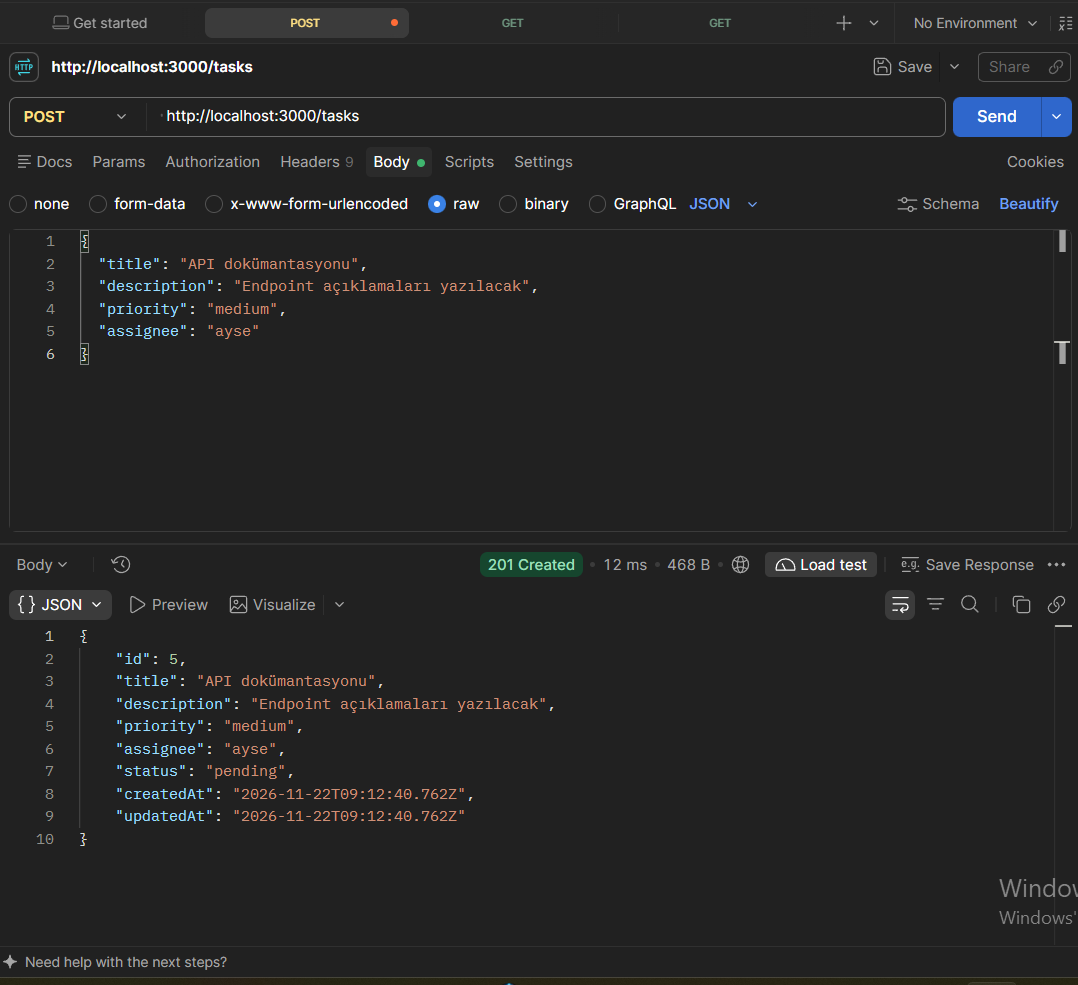 Get started POST GET GET No Environment
HTTP http://localhost:3000/tasks Save Share
POST http://localhost:3000/tasks Send
Docs Params Authorization Headers 9 Body Scripts Settings Cookies
none form-data x-www-form-urlencoded raw binary GraphQL JSON Schema Beautify
1 {
2 "title": "API dokümantasyonu",
3 "description": "Endpoint açıklamaları yazılacak",
4 "priority": "medium",
5 "assignee": "ayse"
6 }
Body 201 Created 12 ms 468 B Load test e.g. Save Response
{} JSON Preview Visualize
1 {
2 "id": 5,
3 "title": "API dokümantasyonu",
4 "description": "Endpoint açıklamaları yazılacak",
5 "priority": "medium",
6 "assignee": "ayse",
7 "status": "pending",
8 "createdAt": "2026-11-22T09:12:40.762Z",
9 "updatedAt": "2026-11-22T09:12:40.762Z"
10 }
Window
Windows'
Need help with the next steps?